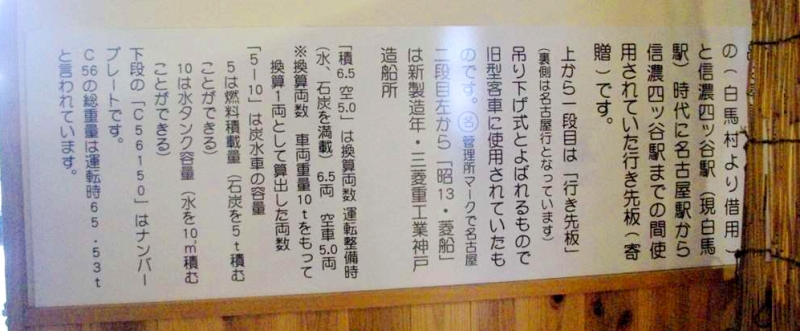 の（白馬村より借用）
と信濃四ッ谷駅（現白馬
駅）時代に名古屋駅から
信濃四ッ谷駅までの間使
用されていた行き先板（寄
贈）です。
上から一段目は「行き先板」
（裏側は名古屋行となっています）
吊り下げ式とよばれるもので
旧型客車に使用されていたも
のです。㊔管理所マークで名古屋
二段目左から「昭13・菱船」
は新製造年・三菱重工業神戸
造船所
「積6.5 空5.0」は換算両数 運転整備時
（水、石炭を満載）6.5両 空車5.0両
※換算両数 車両重量10tをもって
換算1両として算出した両数
「5-10」は炭水車の容量
5は燃料積載量（石炭を5t積む
ことができる）
10は水タンク容量（水を10㎥積む
ことができる）
下段の「C56150」はナンバー
プレートです。
C56の総重量は運転時65.53t
と言われています。